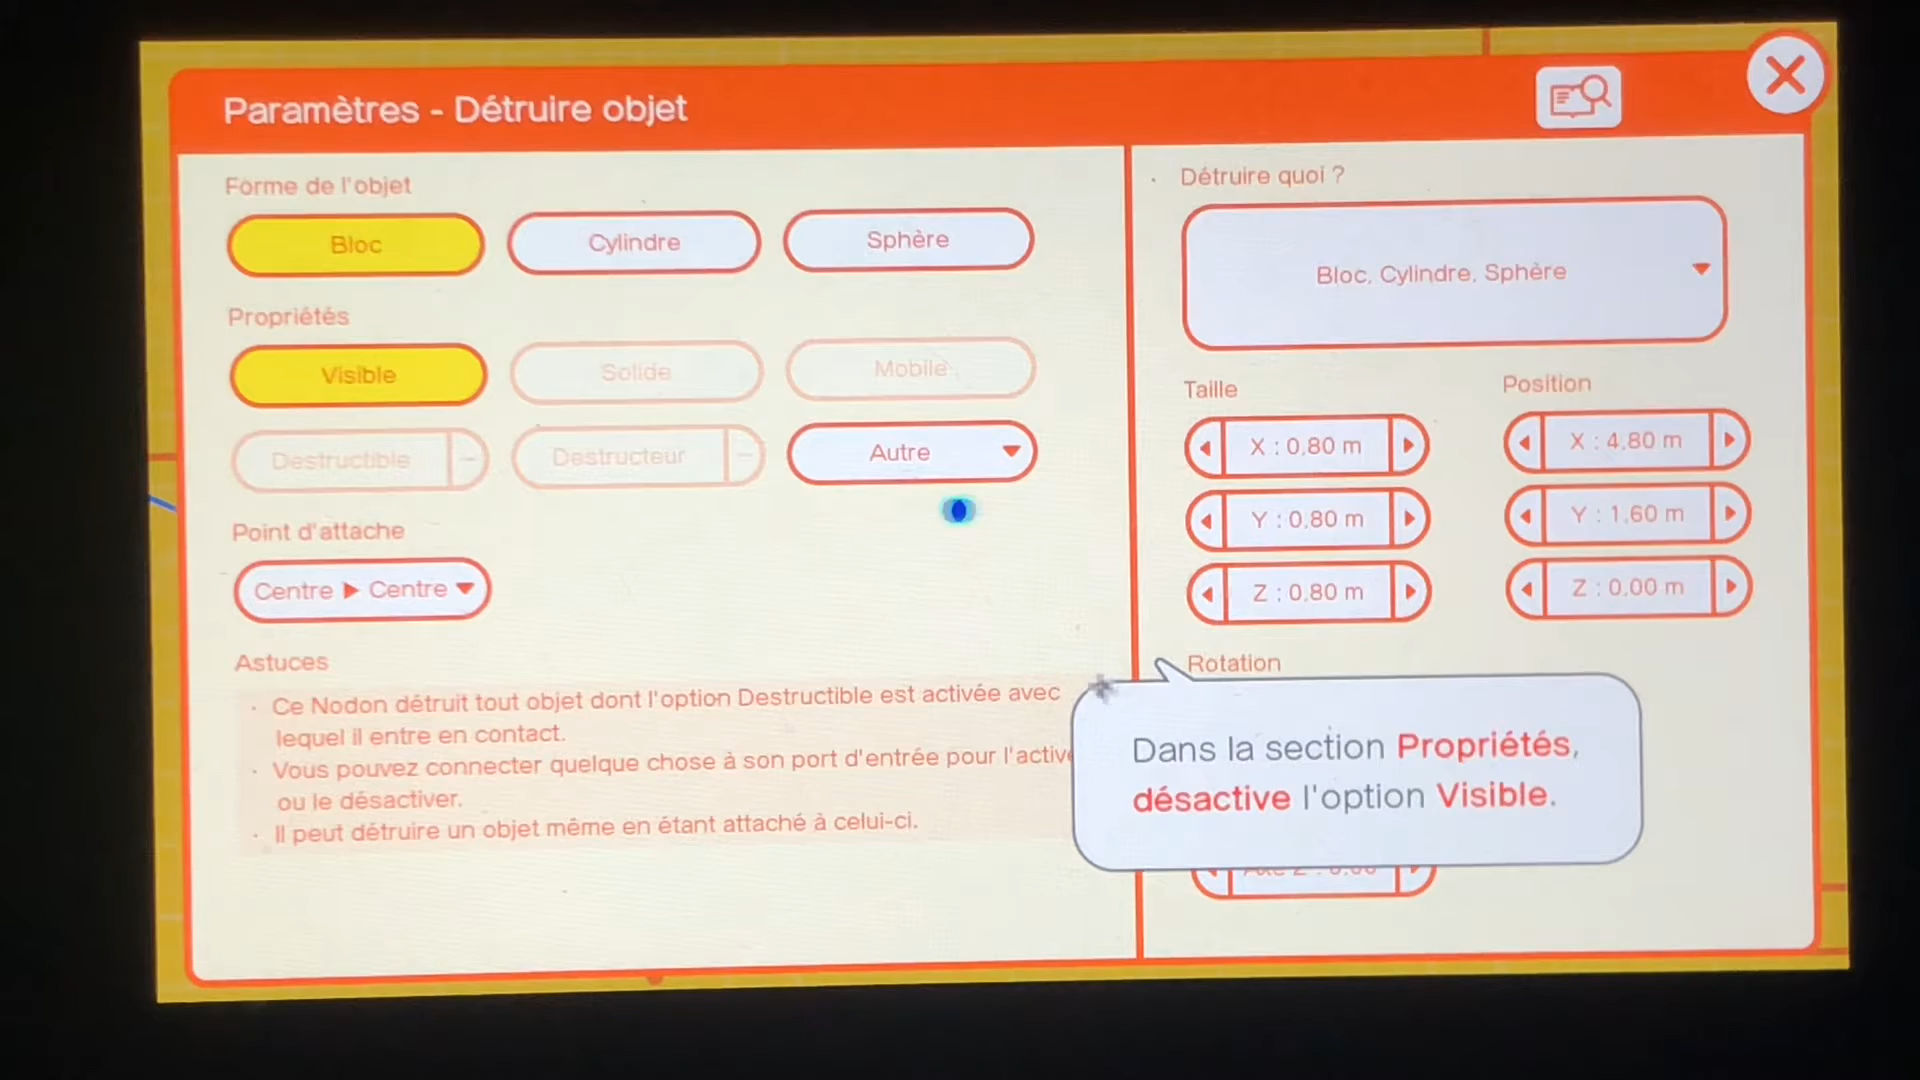 Paramètres - Détruire objet
Forme de l'objet
Bloc
Cylindre
Sphère
Propriétés
Visible
Solide
Mobile
Destructible
Destructeur
Autre
Point d'attache
Centre ▶ Centre
Astuces
· Ce Nodon détruit tout objet dont l'option Destructible est activée avec
lequel il entre en contact.
· Vous pouvez connecter quelque chose à son port d'entrée pour l'active
ou le désactiver.
· Il peut détruire un objet même en étant attaché à celui-ci.
Détruire quoi ?
Bloc, Cylindre, Sphère
Taille
X : 0,80 m
Y : 0,80 m
Z : 0,80 m
Position
X : 4,80 m
Y : 1,60 m
Z : 0,00 m
Rotation
Dans la section Propriétés,
désactive l'option Visible.